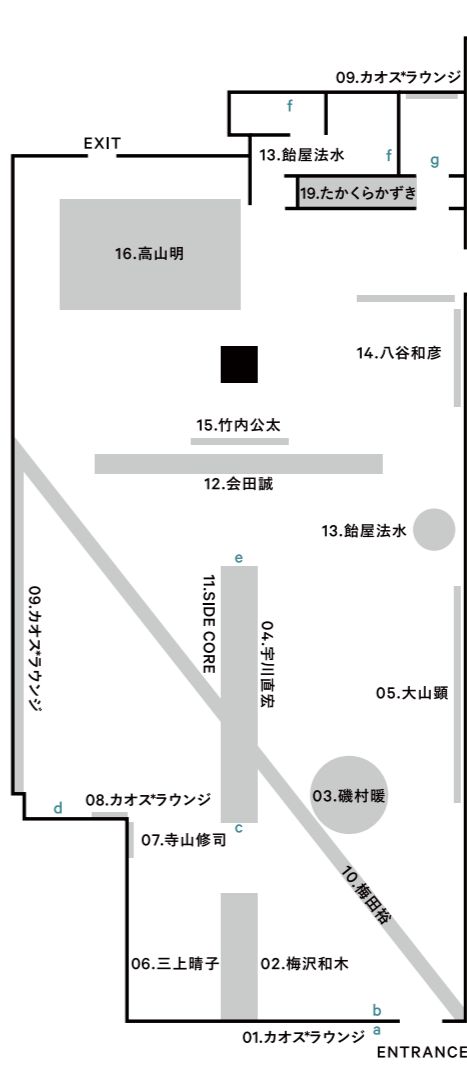 09.カオス*ラウンジ
f
EXIT
13.飴屋法水
f
g
19.たかくらかずき
16.高山明
14.八谷和彦
15.竹内公太
12.会田誠
13.飴屋法水
e
11.SIDE CORE
04.宇川直宏
09.カオス*ラウンジ
05.大山顕
03.磯村暖
08.カオス*ラウンジ
d
c
07.寺山修司
10.梅田裕
06.三上晴子
02.梅沢和木
b
a
01.カオス*ラウンジ
ENTRANCE